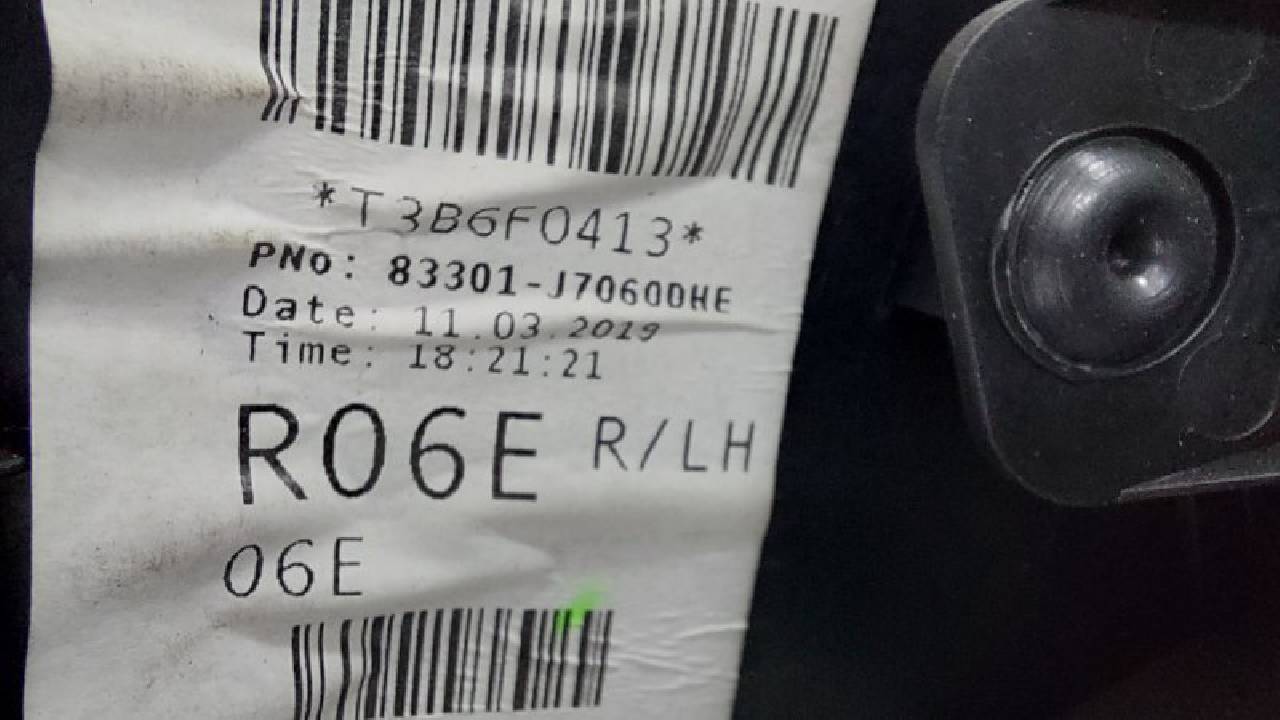 *T3B6F0413*
PNo: 83301-J7060DHE
Date: 11.03.2019
Time: 18:21:21
R06E R/LH
06E